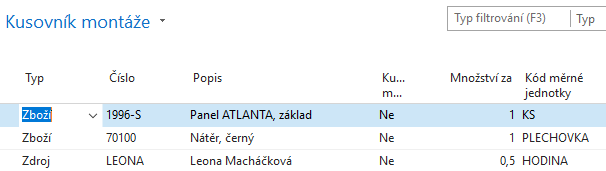 Kusovník montáže
Typ filtrování (F3)
Typ
Typ Číslo Popis Ku... m... Množství za Kód měrné jednotky
Zboží 1996-S Panel ATLANTA, základ Ne 1 KS
Zboží 70100 Nátěr, černý Ne 1 PLECHOVKA
Zdroj LEONA Leona Macháčková Ne 0,5 HODINA